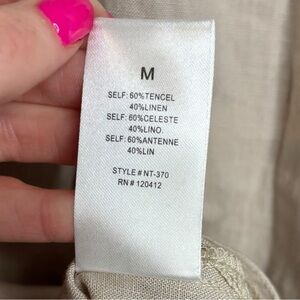 M
SELF: 60%TENCEL
40%LINEN
SELF: 60%CELESTE
40%LINO.
SELF: 60%ANTENNE
40%LIN
STYLE # NT-370
RN # 120412